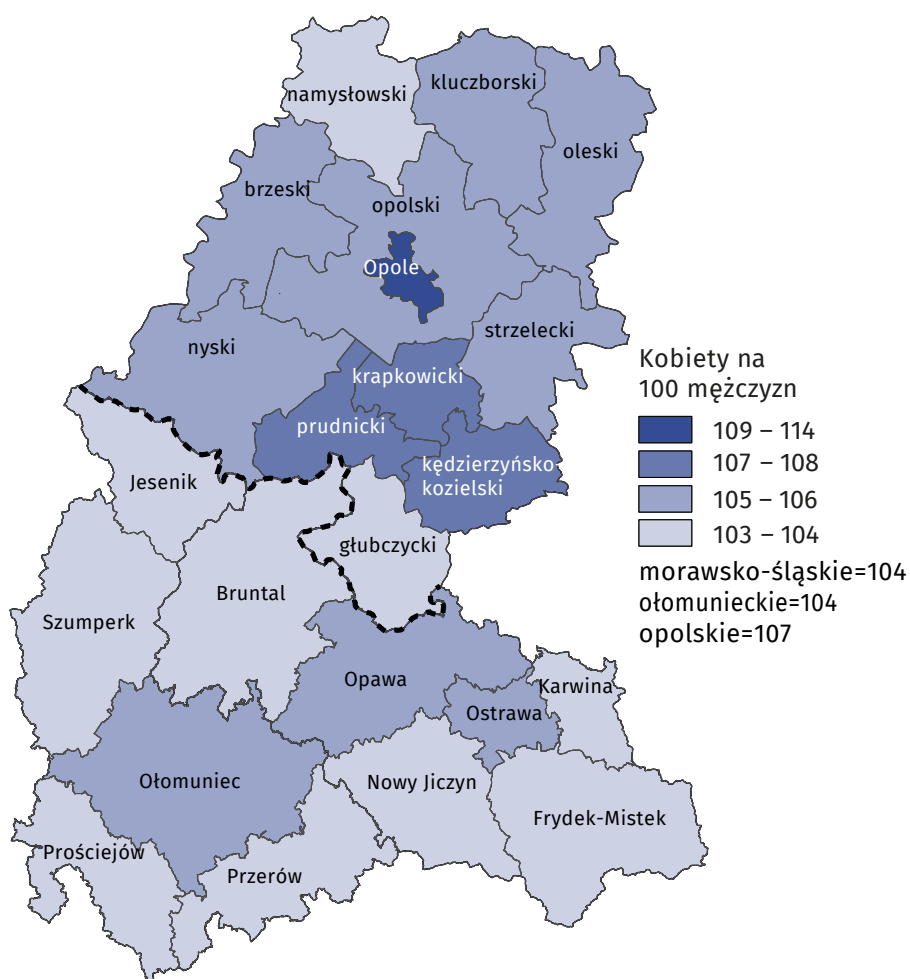 namysłowski
kluczborski
oleski
brzeski
opolski
Opole
strzelecki
nyski
krapkowicki
prudnicki
kędzierzyńsko-
kozielski
Jesenik
głubczycki
Bruntal
Szumperk
Opawa
Karwina
Ostrawa
Ołomuniec
Nowy Jiczyn
Frydek-Mistek
Prościejów
Przerów
Kobiety na
100 mężczyzn
109 – 114
107 – 108
105 – 106
103 – 104
morawsko-śląskie=104
ołomunieckie=104
opolskie=107